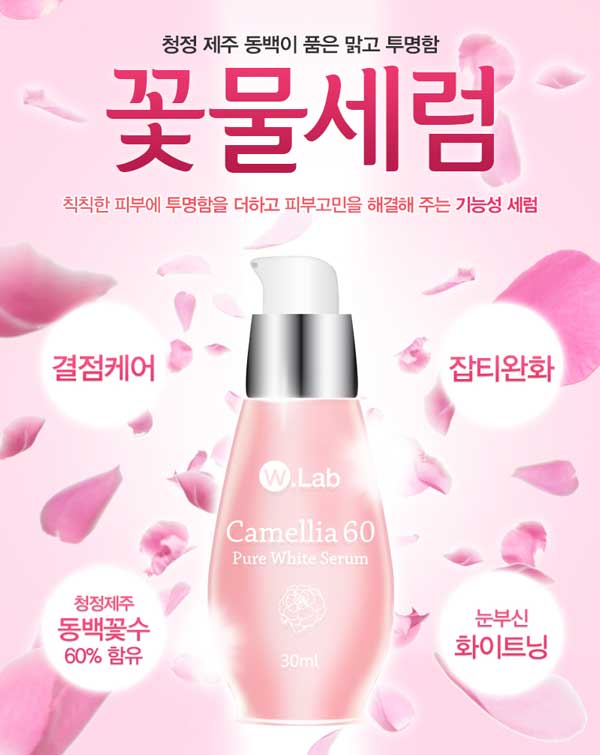 청정 제주 동백이 품은 맑고 투명함
꽃물세럼
칙칙한 피부에 투명함을 더하고 피부고민을 해결해 주는 기능성 세럼
결점케어
잡티완화
W.Lab
Camellia 60
Pure White Serum
30ml
청정제주
동백꽃수
60% 함유
눈부신
화이트닝